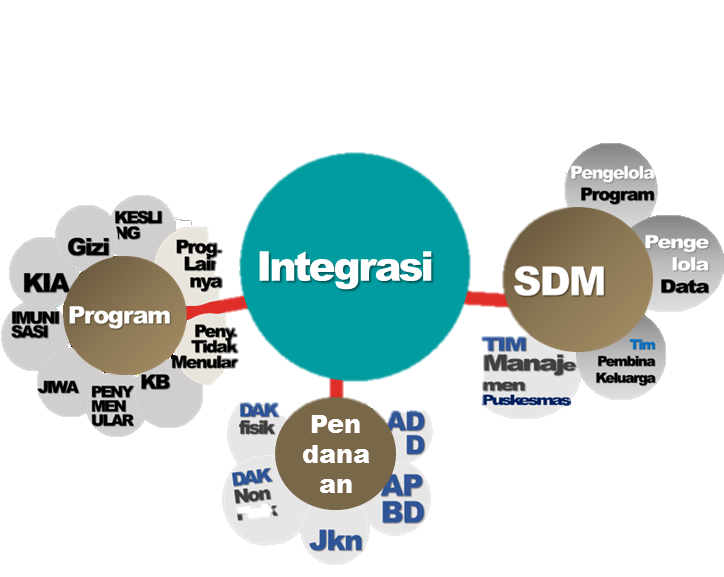 Integrasi
Program
KESLI
NG
Gizi
KIA
IMUNI
SASI
JIWA
PENY
MEN
ULAR
KB
Peny.
Tidak
Menular
Prog.
Lain
nya
SDM
Pengelola
Program
Penge
lola
Data
Tim
Pembina
Keluarga
TIM
Manaje
men
Puskesmas
Pen
dana
an
DAK
fisik
DAK
Non
Jkn
AP
BD
AD
D